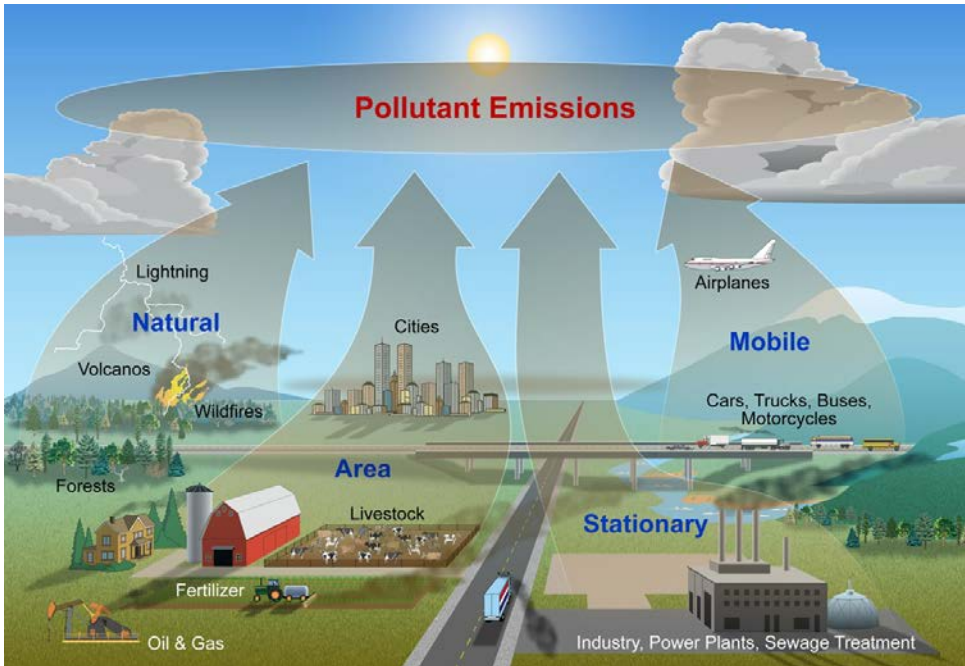 Pollutant Emissions
Lightning
Natural
Volcanos
Wildfires
Forests
Cities
Airplanes
Mobile
Cars, Trucks, Buses,
Motorcycles
Area
Livestock
Fertilizer
Oil & Gas
Stationary
Industry, Power Plants, Sewage Treatment